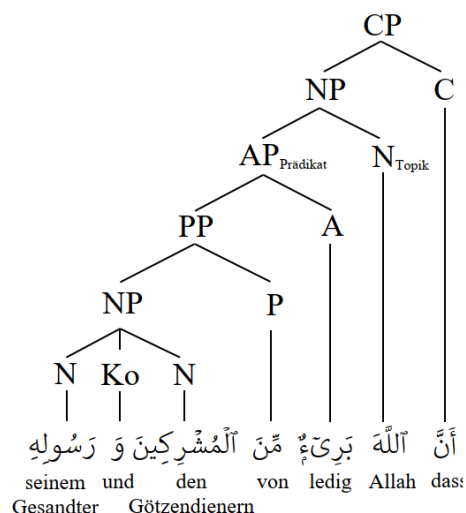 CP
NP C
AP Prädikat N Topik
PP A
NP P
N Ko N
أَنَّ ٱللَّهَ بَرِىٓءٌۭ مِّنَ ٱلْمُشْرِكِينَ وَ رَسُولِهِ
seinem und den von ledig Allah dass
Gesandter Götzendienern